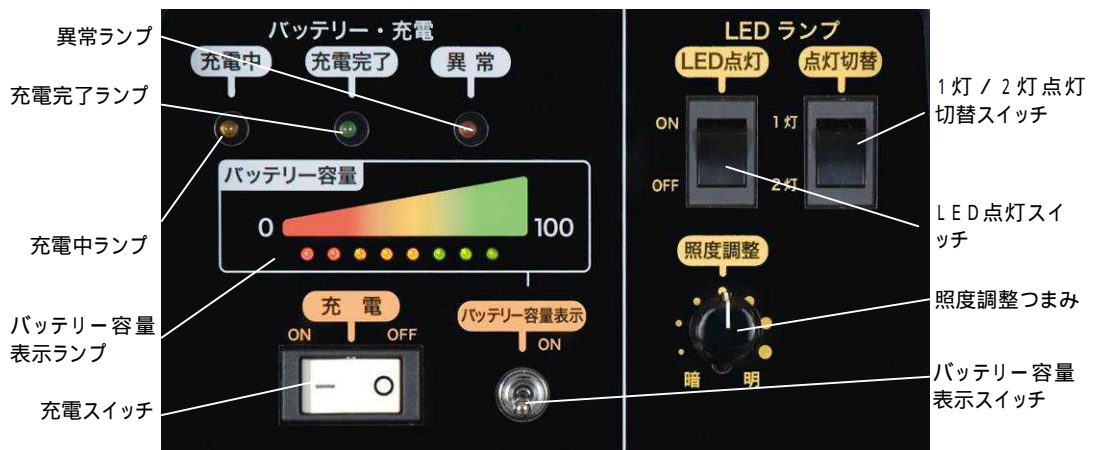 異常ランプ
充電完了ランプ
充電中ランプ
バッテリー容量
表示ランプ
充電スイッチ
バッテリー・充電
充電中
充電完了
異常
バッテリー容量
0
100
充電
ON
OFF
バッテリー容量表示
ON
LED ランプ
LED点灯
点灯切替
ON
OFF
1灯
2灯
照度調整
暗
明
1灯/2灯点灯
切替スイッチ
LED点灯スイ
ッチ
照度調整つまみ
バッテリー容量
表示スイッチ